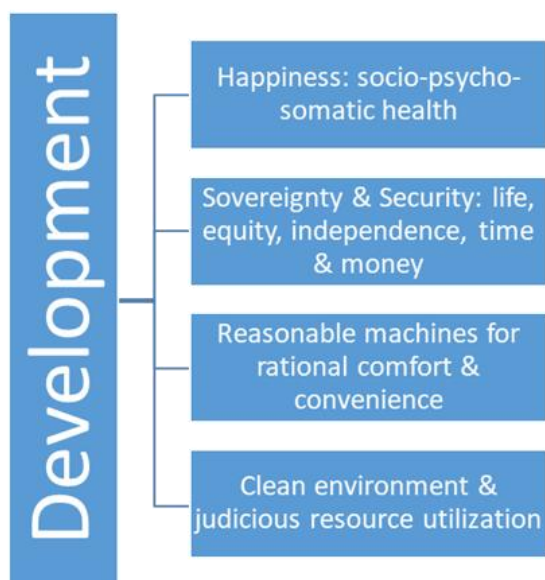 Development
Happiness: socio-psycho-
somatic health
Sovereignty & Security: life,
equity, independence, time
& money
Reasonable machines for
rational comfort &
convenience
Clean environment &
judicious resource utilization